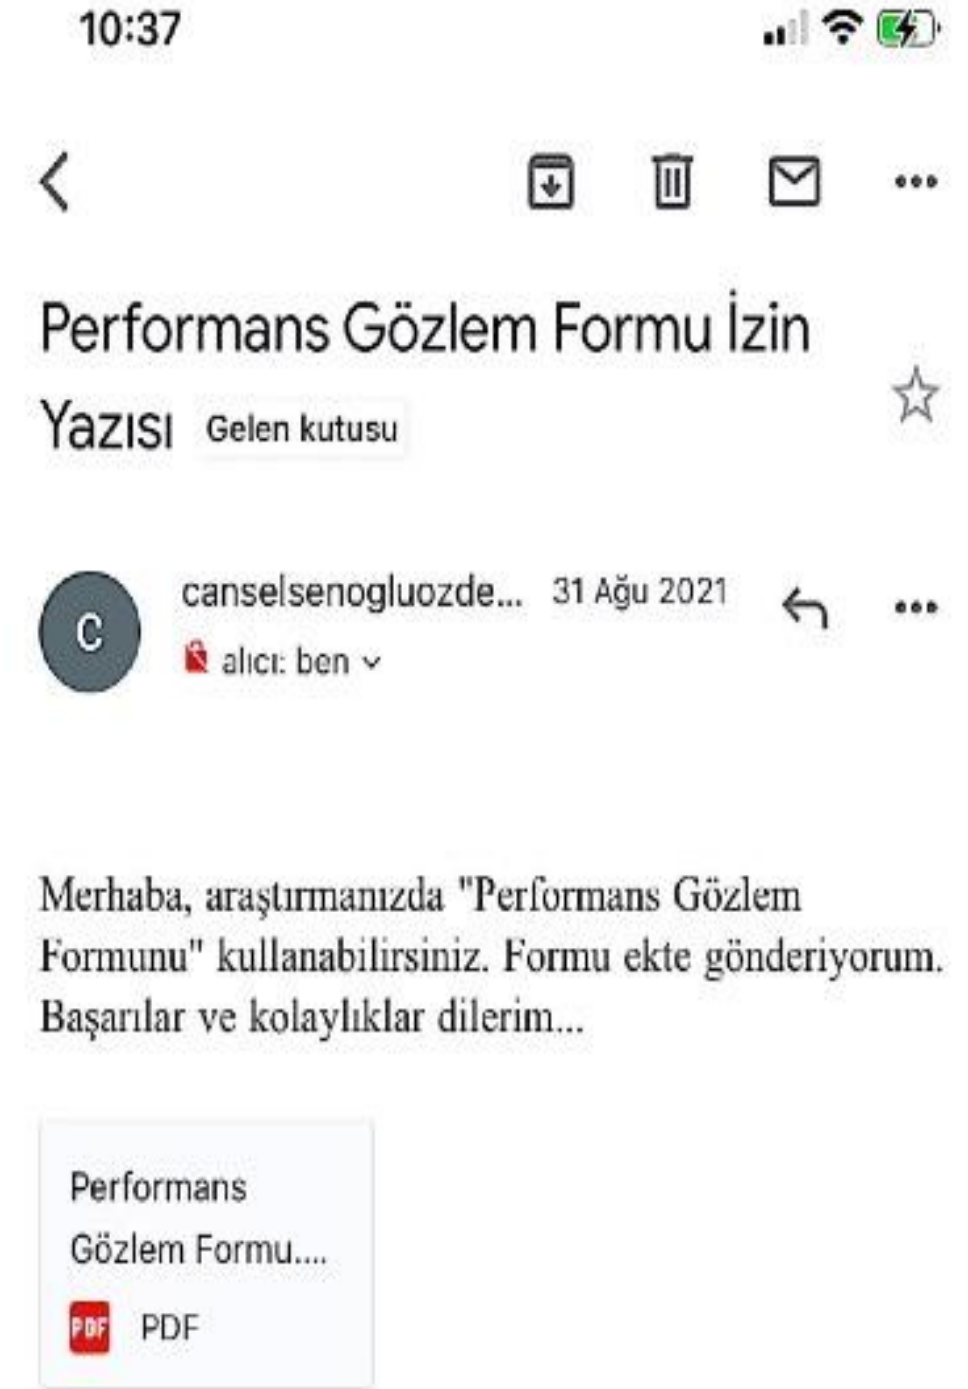 10:37
Performans Gözlem Formu İzin
Yazısı Gelen kutusu
C
canselsenogluozde... 31 Ağu 2021
alıcı: ben
Merhaba, araştırmanızda "Performans Gözlem
Formunu" kullanabilirsiniz. Formu ekte gönderiyorum.
Başarılar ve kolaylıklar dilerim...
Performans
Gözlem Formu....
PDF PDF